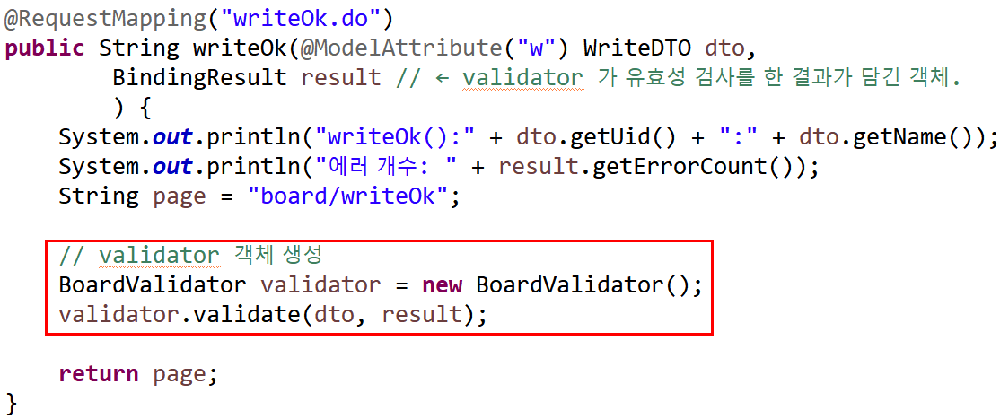 @RequestMapping("writeOk.do")
public String writeOk(@ModelAttribute("w") WriteDTO dto,
BindingResult result // ← validator 가 유효성 검사를 한 결과가 담긴 객체.
) {
System.out.println("writeOk():" + dto.getUid() + ":" + dto.getName());
System.out.println("에러 개수: " + result.getErrorCount());
String page = "board/writeOk";
// validator 객체 생성
BoardValidator validator = new BoardValidator();
validator.validate(dto, result);
return page;
}